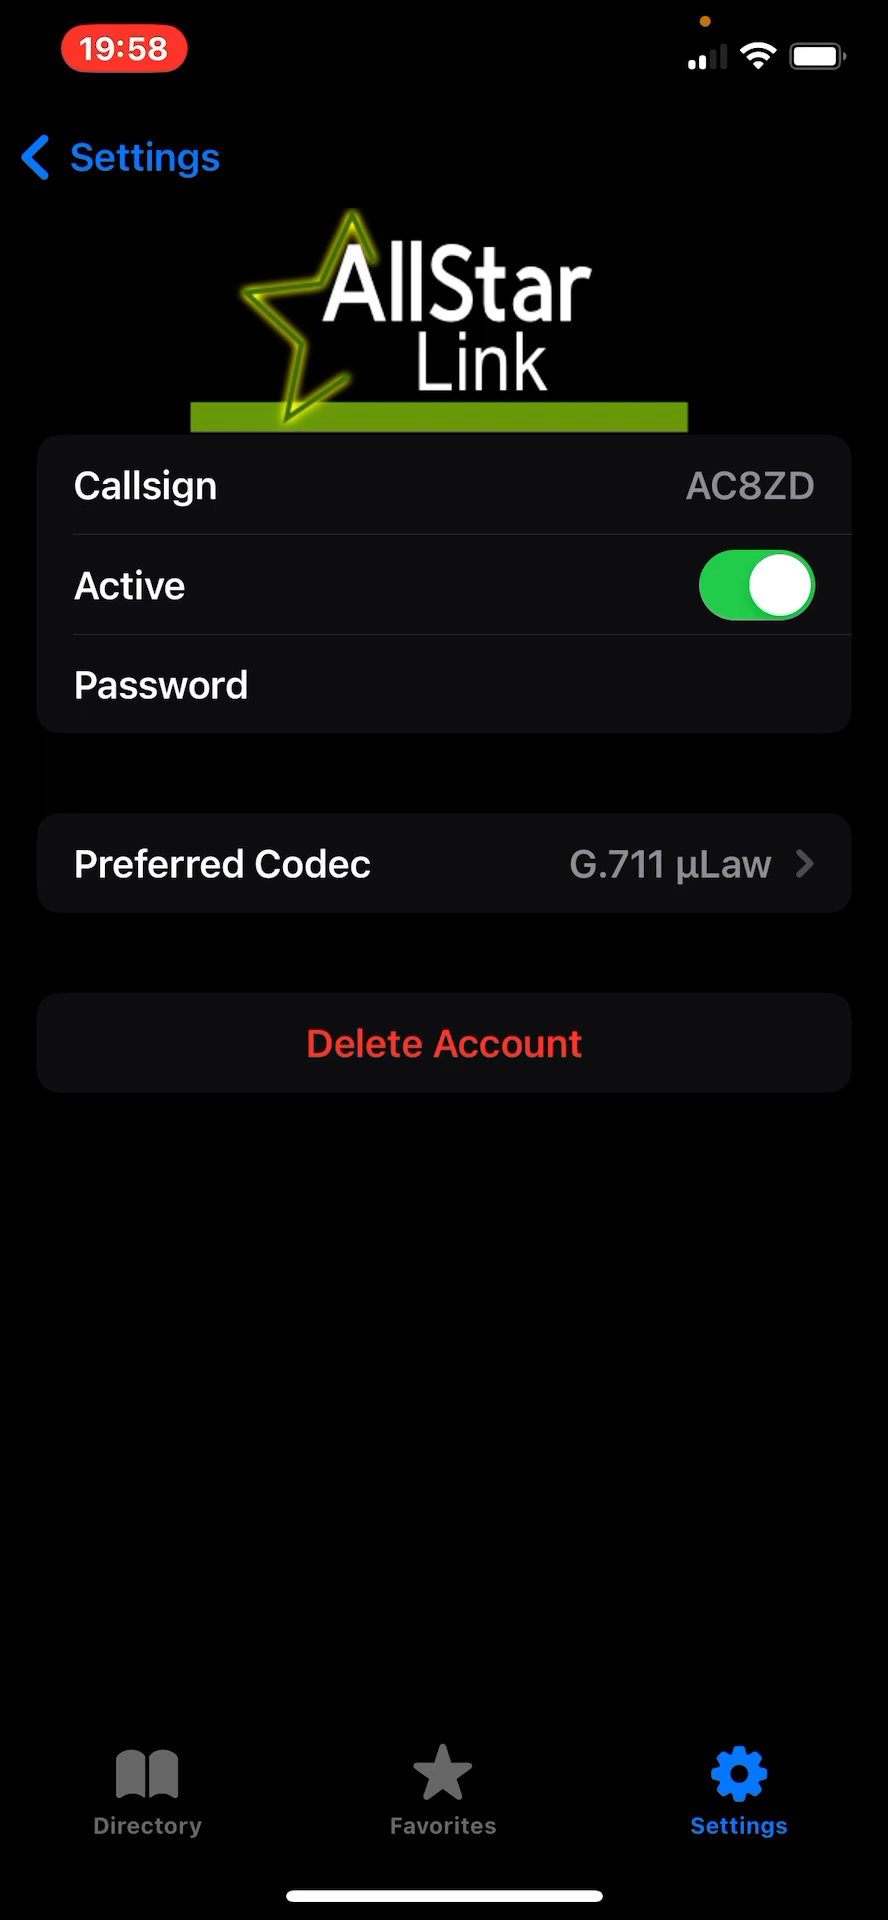 19:58
Settings
AllStar
Link
Callsign AC8ZD
Active
Password
Preferred Codec G.711 µLaw
Delete Account
Directory Favorites Settings